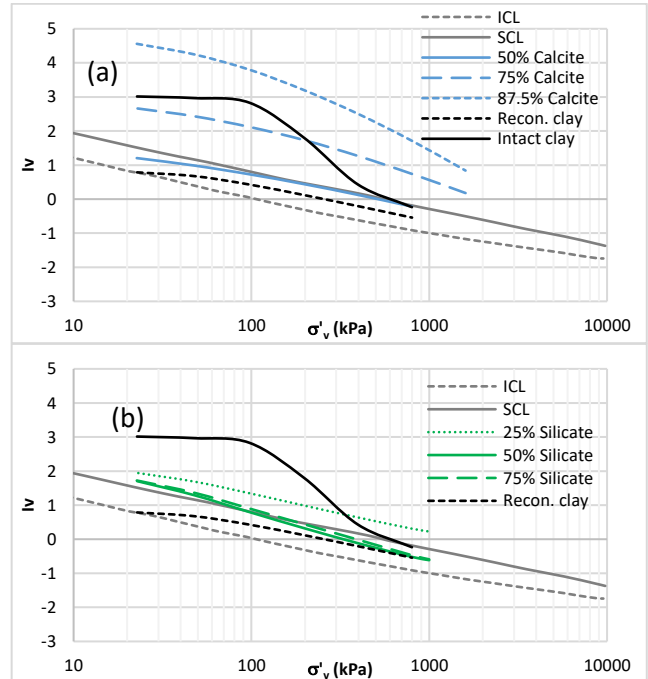 5
4
3
2
1
0
-1
-2
-3
Iv
(a)
ICL
SCL
50% Calcite
75% Calcite
87.5% Calcite
Recon. clay
Intact clay
10
100
1000
10000
σ'v (kPa)
5
4
3
2
1
0
-1
-2
-3
Iv
(b)
ICL
SCL
25% Silicate
50% Silicate
75% Silicate
Recon. clay
10
100
1000
10000
σ'v (kPa)